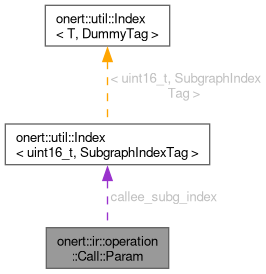 onert::util::Index
< T, DummyTag >
< uint16_t, SubgraphIndex
Tag >
onert::util::Index
< uint16_t, SubgraphIndexTag >
callee_subg_index
onert::ir::operation
::Call::Param